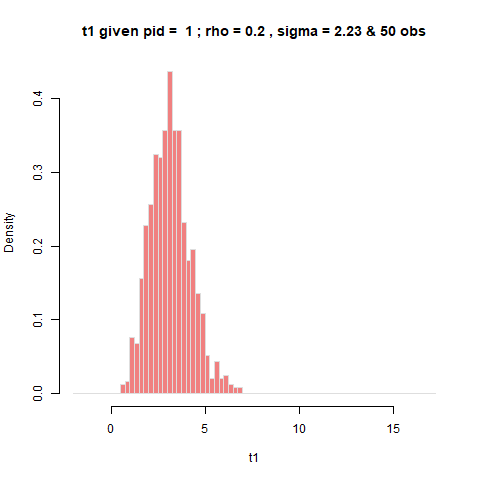 t1 given pid =  1 ; rho = 0.2 , sigma = 2.23 & 50 obs
Density
0.4
0.3
0.2
0.1
0.0
0 5 10 15
t1